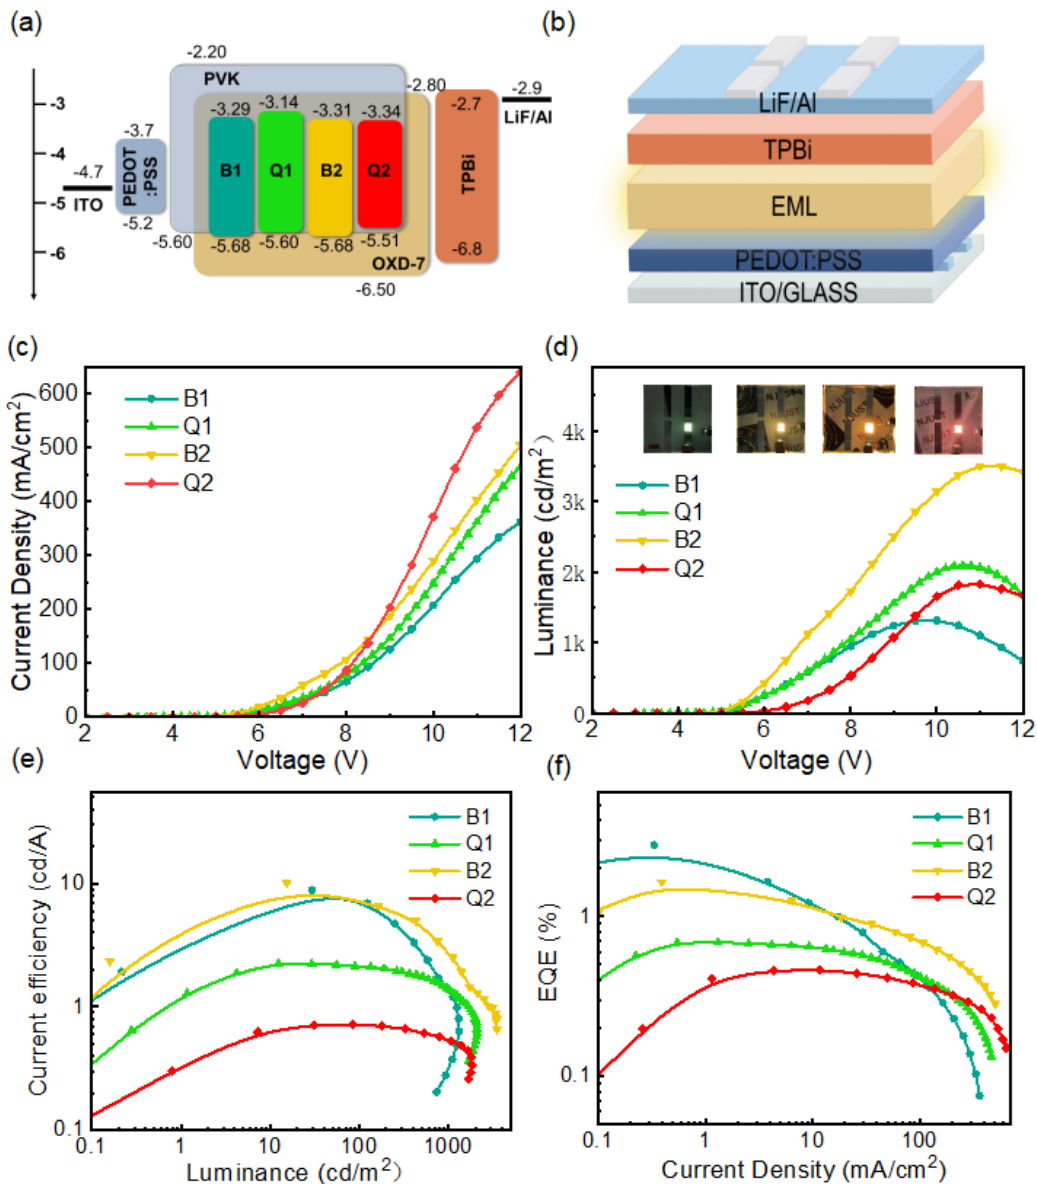 (a)
-2.20
PVK
-2.80
-3
-3.29
-3.14
-3.31
-3.34
-2.7
-2.9
LiF/Al
-3.7
-4
PEDOT
:PSS
B1
Q1
B2
Q2
TPBi
-4.7
ITO
-5
-5.2
-5.60
-5.68
-5.60
-5.68
-5.51
-6.8
-6
OXD-7
-6.50
(b)
LiF/Al
TPBi
EML
PEDOT:PSS
ITO/GLASS
(c)
Current Density (mA/cm²)
600
500
400
300
200
100
0
B1
Q1
B2
Q2
2
4
6
8
10
12
Voltage (V)
(d)
Luminance (cd/m²)
4k
3k
2k
1k
0
NJUST
NJUST
NJUST
B1
Q1
B2
Q2
2
4
6
8
10
12
Voltage (V)
(e)
Current efficiency (cd/A)
10
1
0.1
B1
Q1
B2
Q2
0.1
1
10
100
1000
Luminance (cd/m²)
(f)
EQE (%)
1
0.1
B1
Q1
B2
Q2
0.1
1
10
100
Current Density (mA/cm²)